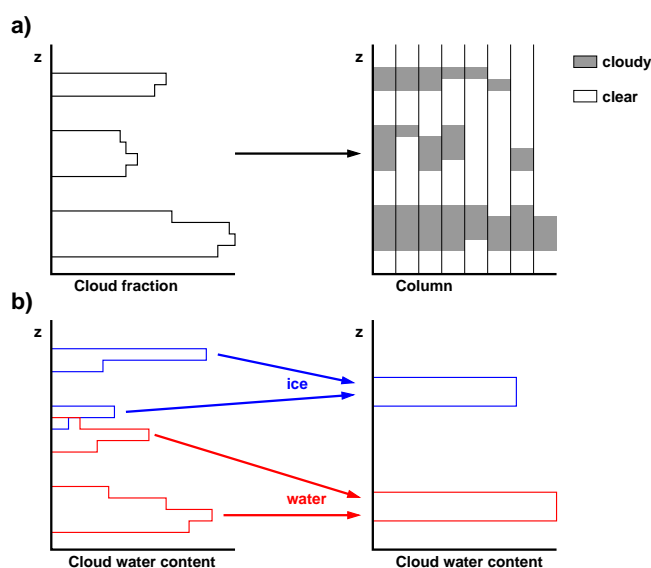 a)
z
z
cloudy
clear
Cloud fraction
Column
b)
z
z
ice
water
Cloud water content
Cloud water content